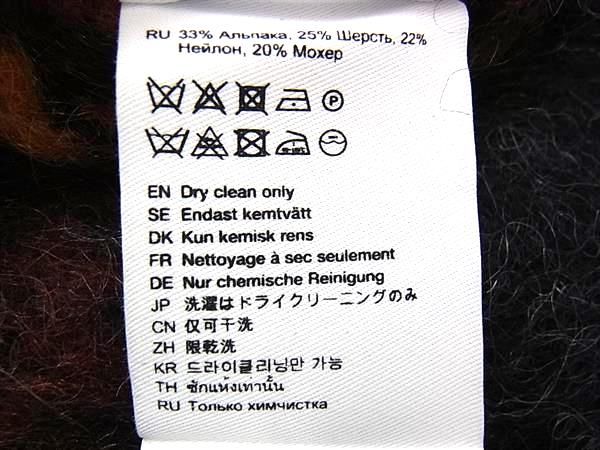 RU 33% Альпака, 25% Шерсть, 22%
Нейлон, 20% Мохер
P
EN Dry clean only
SE Endast kemtvätt
DK Kun kemisk rens
FR Nettoyage à sec seulement
DE Nur chemische Reinigung
JP 洗濯はドライクリーニングのみ
CN 仅可干洗
ZH 限乾洗
KR 드라이클리닝만 가능
TH ซักแห้งเท่านั้น
RU Только химчистка